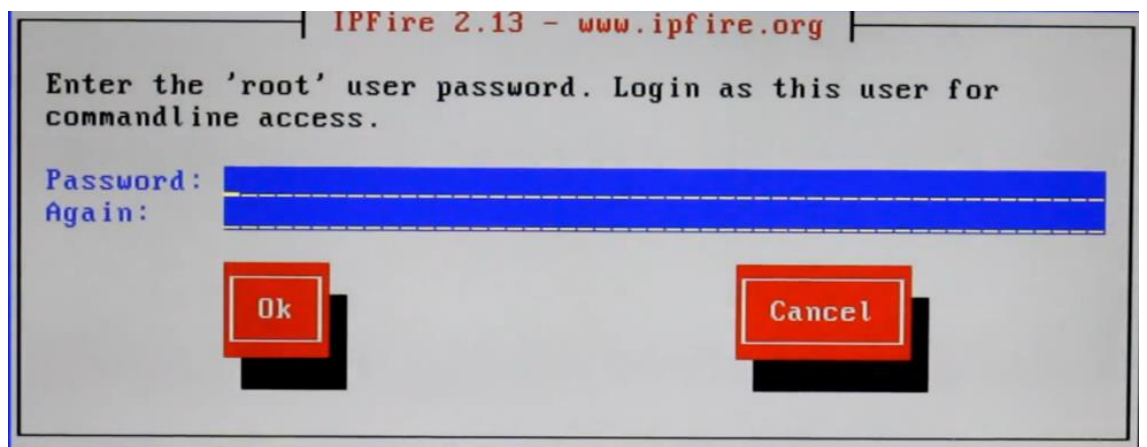 IPFire 2.13 - www.ipfire.org
Enter the 'root' user password. Login as this user for
commandline access.
Password:
Again:
Ok
Cancel